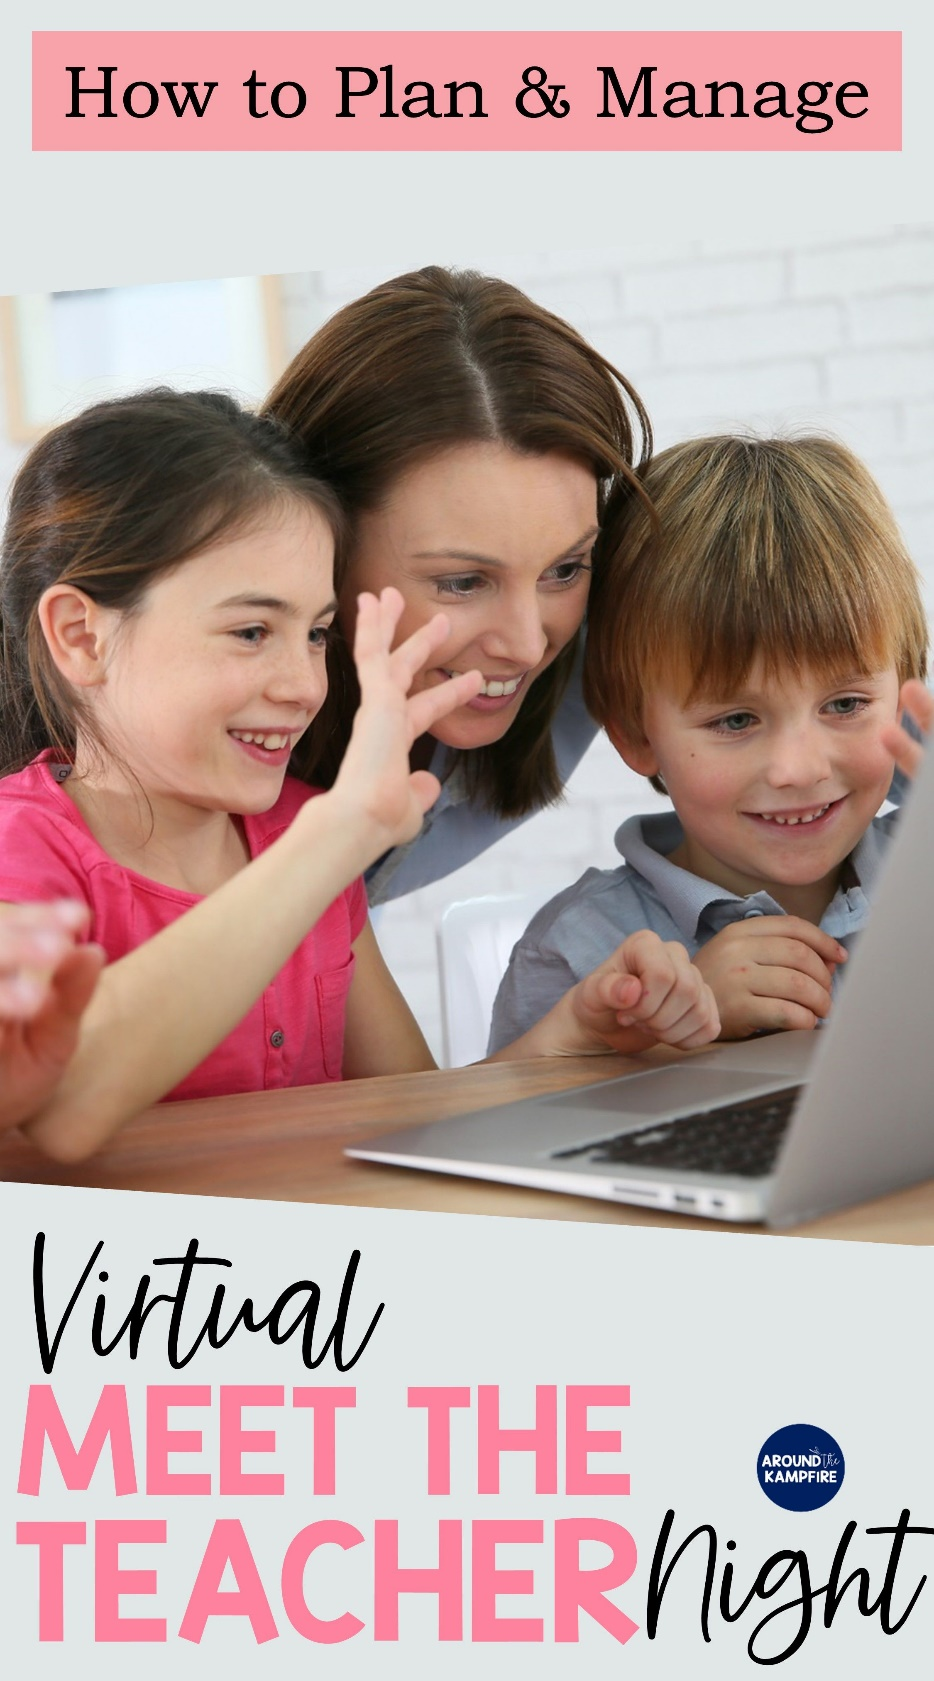 How to Plan & Manage
Virtual
MEET THE
TEACHER Night
AROUND the
KAMPFIRE